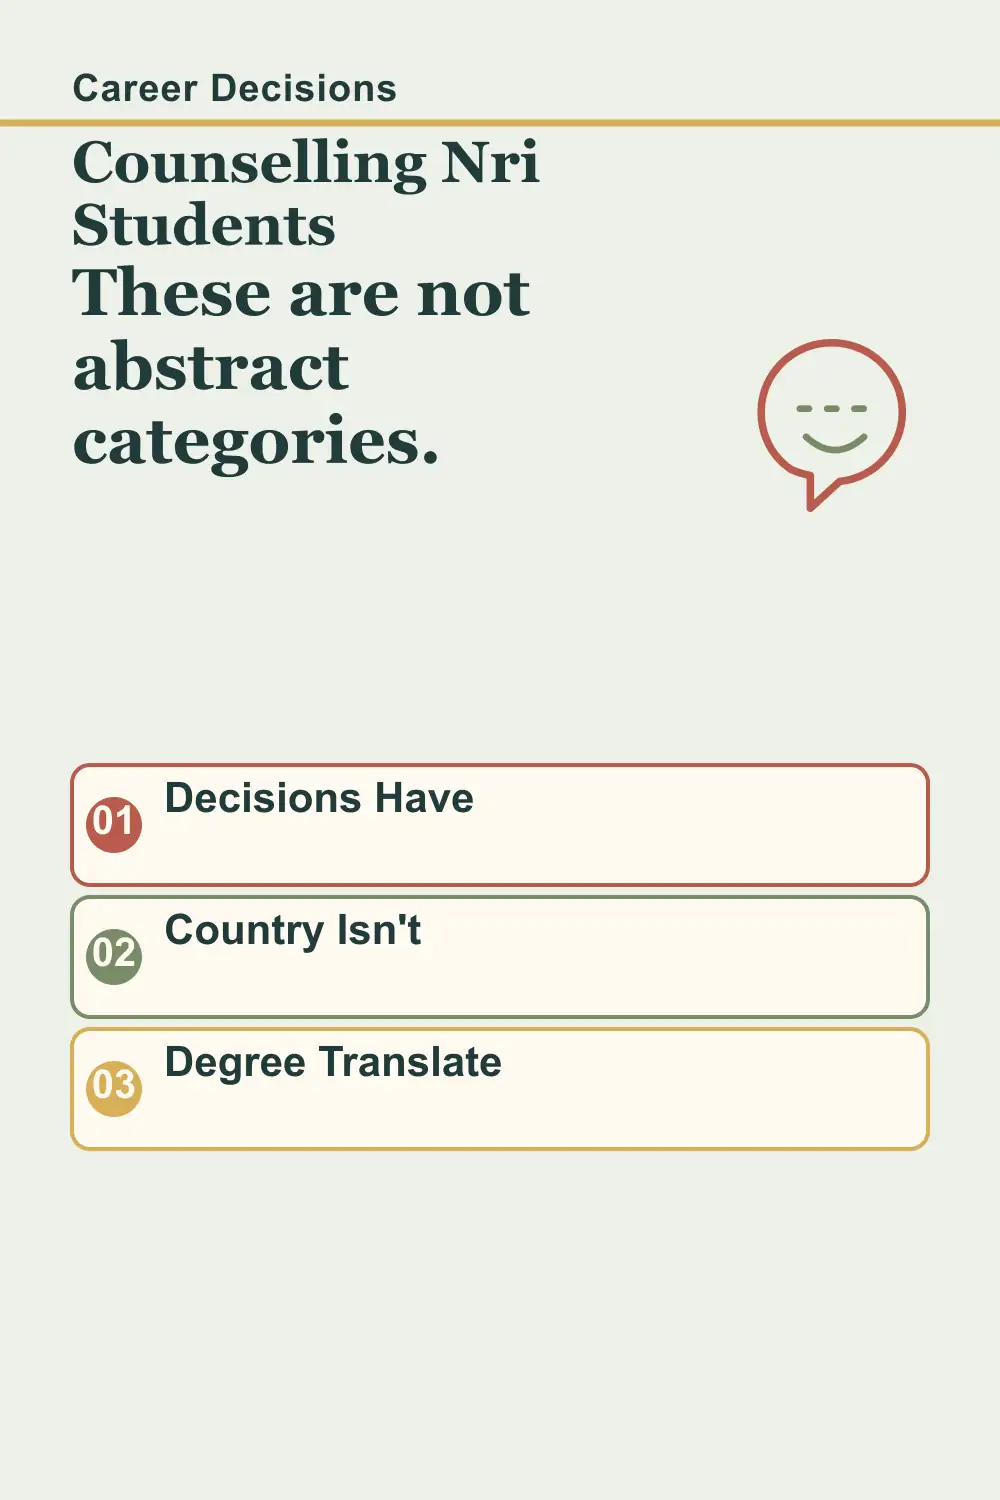 Career Decisions
Counselling Nri
Students
These are not
abstract
categories.
01
Decisions Have
02
Country Isn't
03
Degree Translate